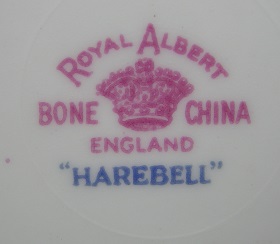 ROYAL ALBERT
BONE CHINA
ENGLAND
"HAREBELL"